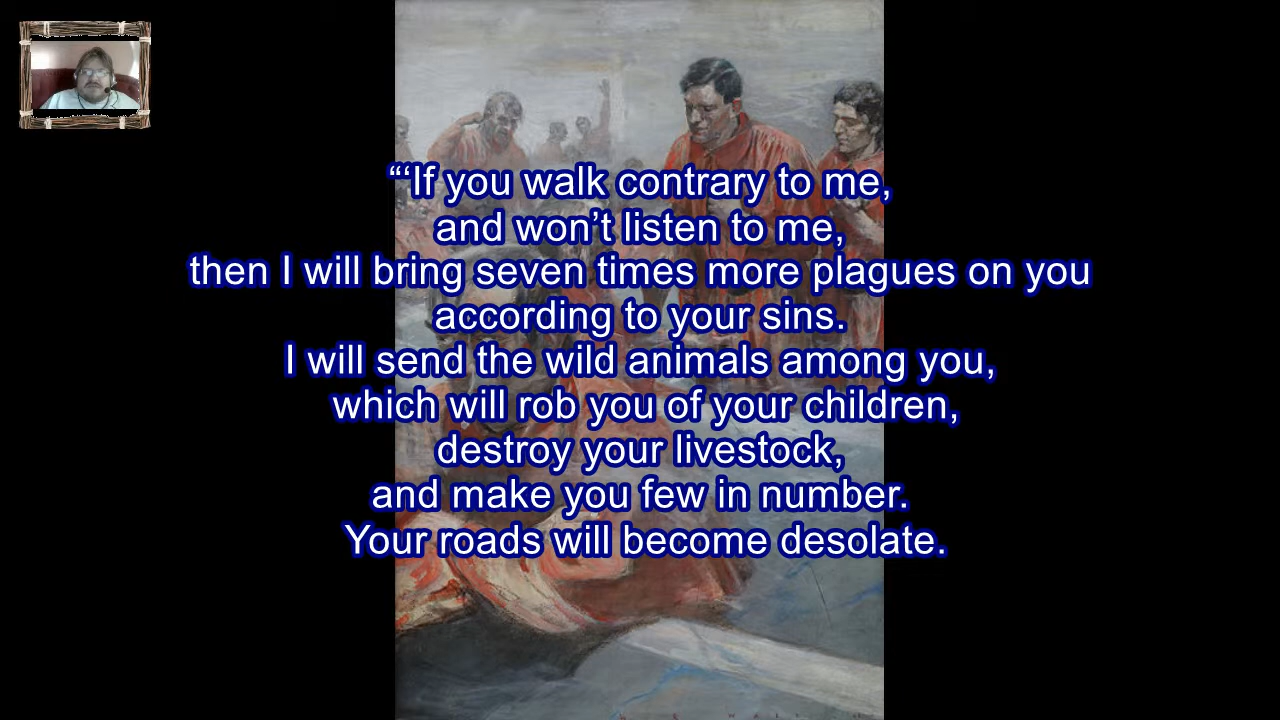 “‘If you walk contrary to me,
and won’t listen to me,
then I will bring seven times more plagues on you
according to your sins.
I will send the wild animals among you,
which will rob you of your children,
destroy your livestock,
and make you few in number.
Your roads will become desolate.